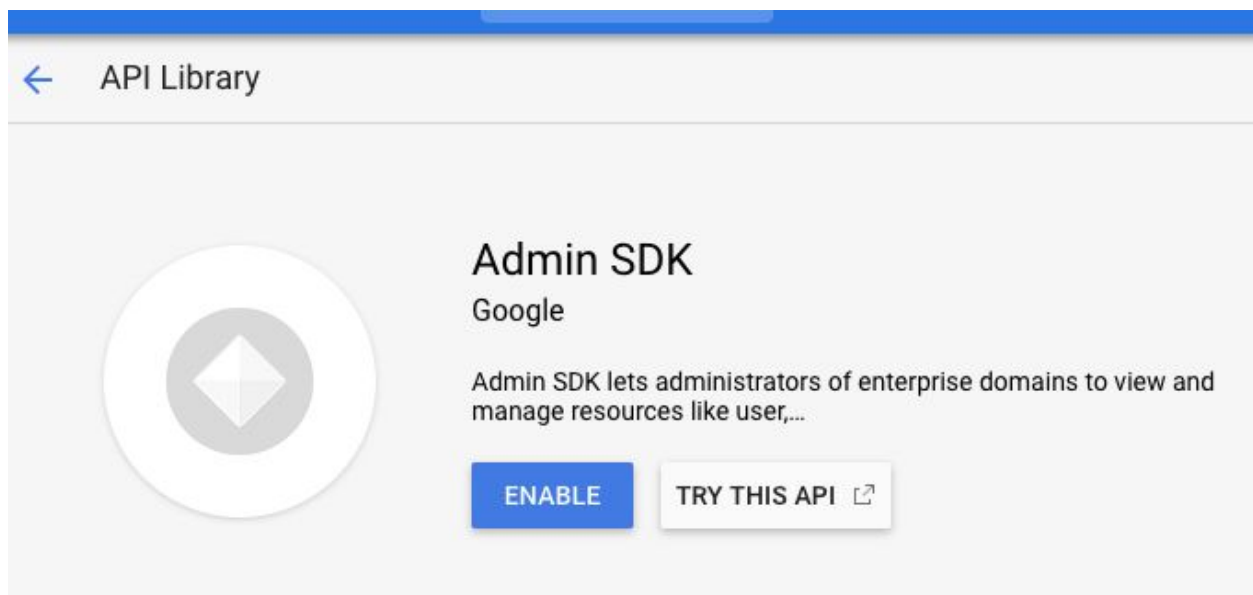 API Library
Admin SDK
Google
Admin SDK lets administrators of enterprise domains to view and
manage resources like user,...
ENABLE
TRY THIS API